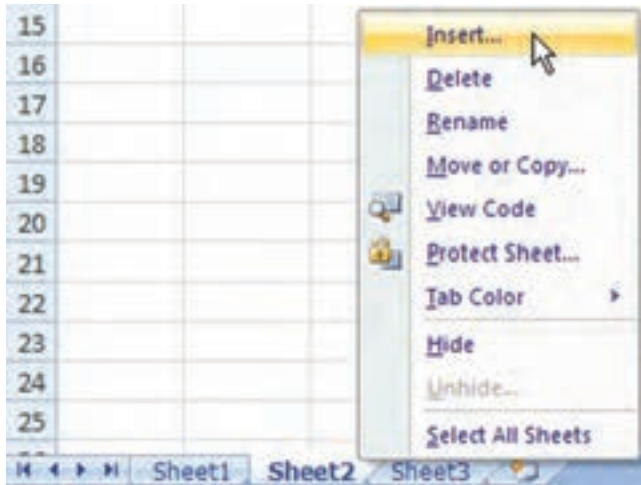 15
16
17
18
19
20
21
22
23
24
25
Insert...
Delete
Rename
Move or Copy...
View Code
Protect Sheet...
Tab Color
Hide
Unhide...
Select All Sheets
Sheet1 Sheet2 Sheet3